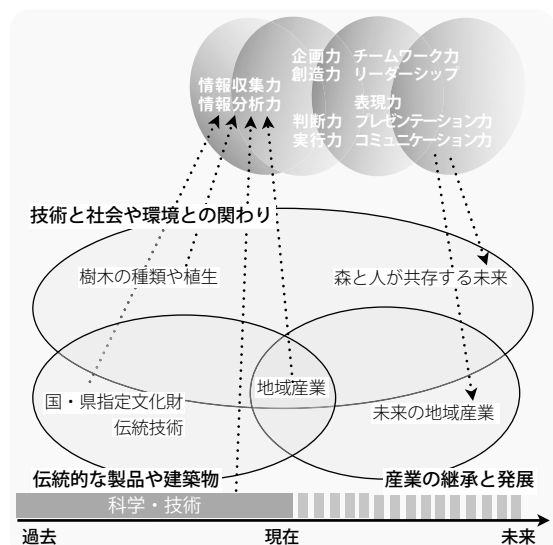 企画力
創造力
チームワーク力
リーダーシップ
情報収集力
情報分析力
表現力
判断力
実行力
プレゼンテーション力
コミュニケーション力
技術と社会や環境との関わり
樹木の種類や植生
森と人が共存する未来
地域産業
国・県指定文化財
伝統技術
未来の地域産業
伝統的な製品や建築物
産業の継承と発展
科学・技術
過去
現在
未来